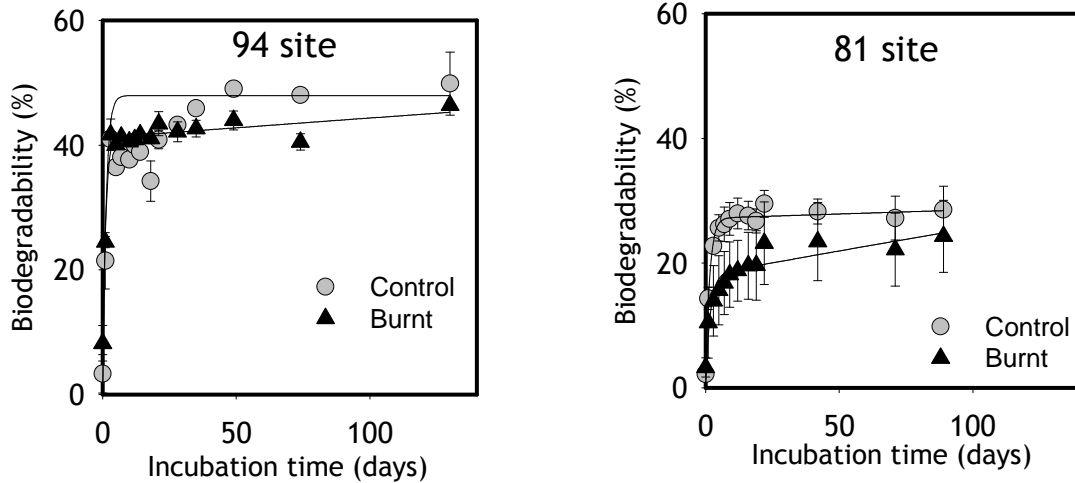 60
94 site
40
20
0
Biodegradability (%)
Control
Burnt
0 50 100
Incubation time (days)
60
81 site
40
20
0
Biodegradability (%)
Control
Burnt
0 50 100
Incubation time (days)